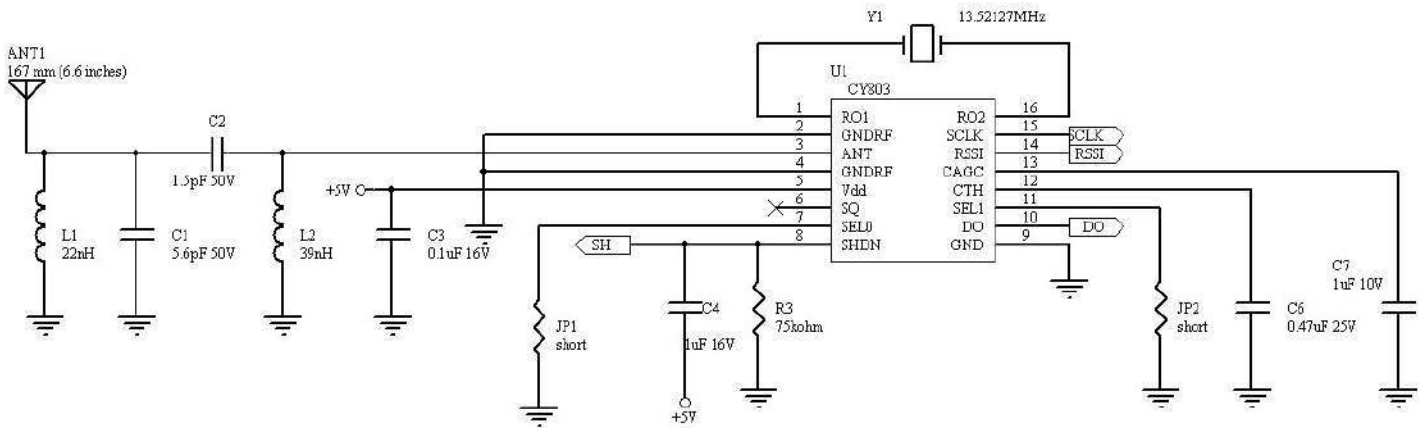 Y1
13.52127MHz
ANT1
167 mm (6.6 inches)
U1
CY803
1 RO1
2 GNDRF
3 ANT
4 GNDRF
5 Vdd
6 SQ
7 SEL0
8 SHDN
RO2 16
SCLK 15
RSSI 14
CAGC 13
CTH 12
SEL1 11
DO 10
GND 9
SCLK
RSSI
DO
C2
1.5pF 50V
+5V
SH
L1
22nH
C1
5.6pF 50V
L2
39nH
C3
0.1uF 16V
C4
1uF 16V
R3
75kohm
JP1
short
+5V
JP2
short
C6
0.47uF 25V
C7
1uF 10V